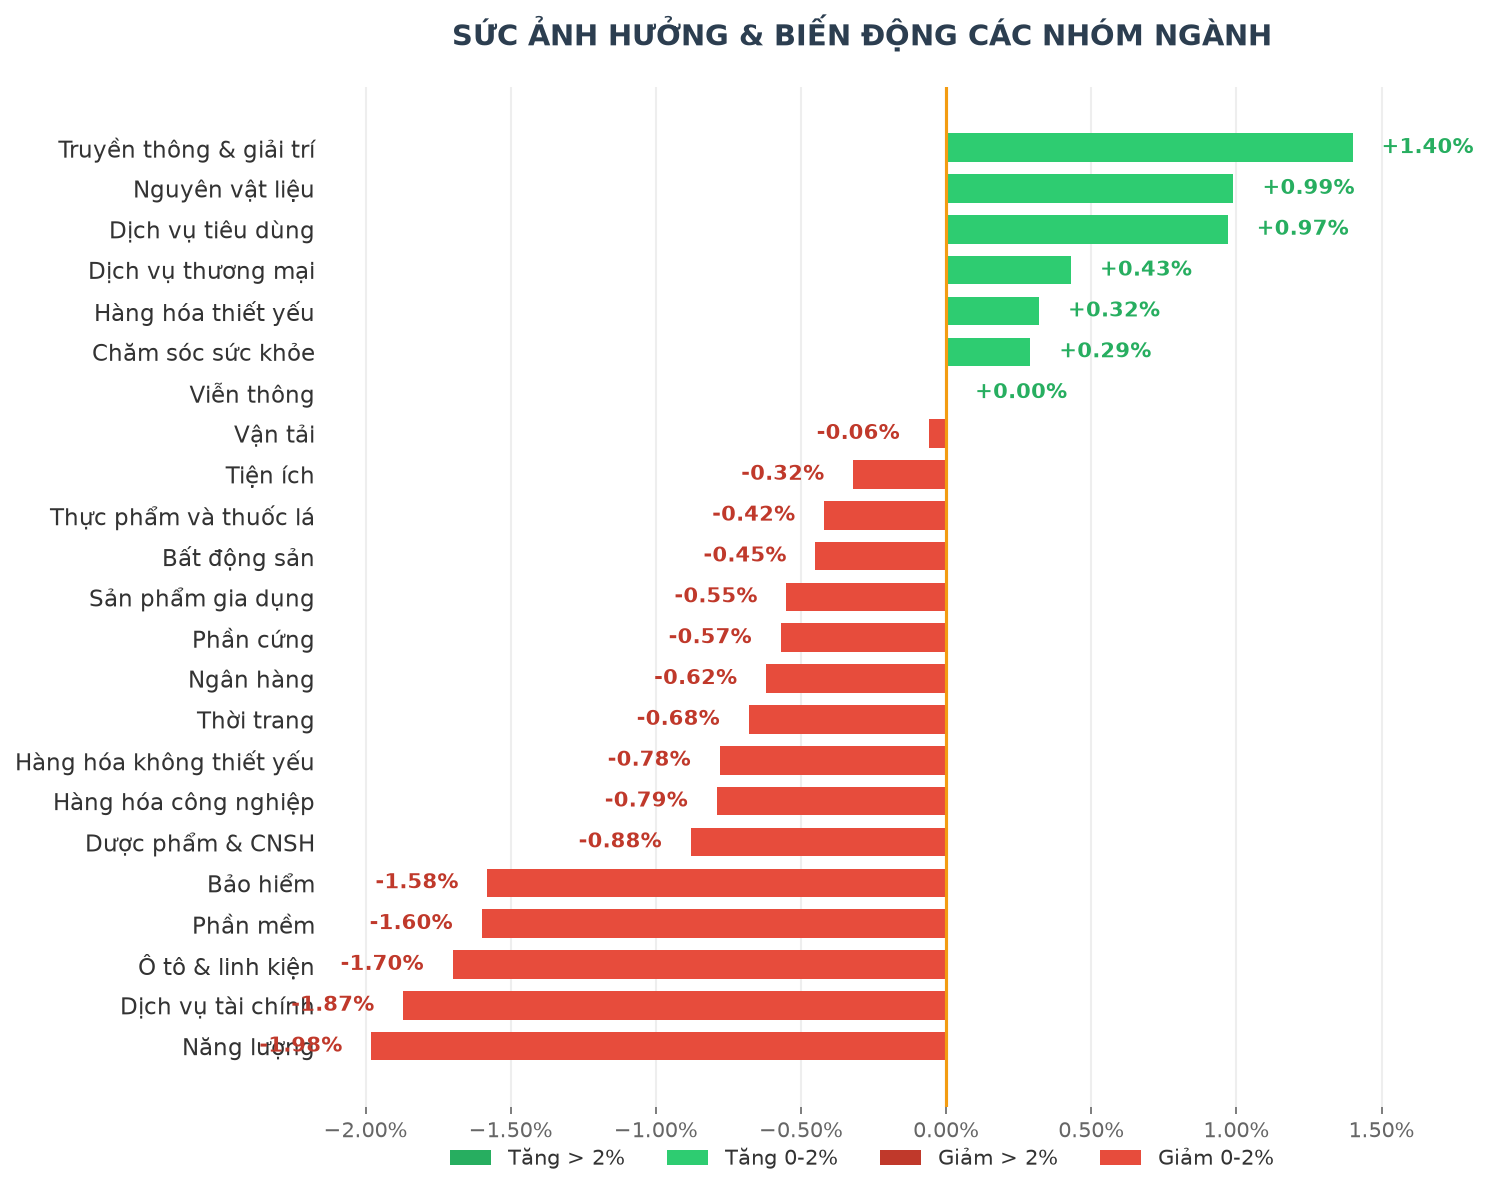 SỨC ẢNH HƯỞNG & BIẾN ĐỘNG CÁC NHÓM NGÀNH
Truyền thông & giải trí +1.40%
Nguyên vật liệu +0.99%
Dịch vụ tiêu dùng +0.97%
Dịch vụ thương mại +0.43%
Hàng hóa thiết yếu +0.32%
Chăm sóc sức khỏe +0.29%
Viễn thông +0.00%
Vận tải -0.06%
Tiện ích -0.32%
Thực phẩm và thuốc lá -0.42%
Bất động sản -0.45%
Sản phẩm gia dụng -0.55%
Phần cứng -0.57%
Ngân hàng -0.62%
Thời trang -0.68%
Hàng hóa không thiết yếu -0.78%
Hàng hóa công nghiệp -0.79%
Dược phẩm & CNSH -0.88%
Bảo hiểm -1.58%
Phần mềm -1.60%
Ô tô & linh kiện -1.70%
Dịch vụ tài chính -1.87%
Năng lượng -1.98%
−2.00% −1.50% −1.00% −0.50% 0.00% 0.50% 1.00% 1.50%
Tăng > 2% Tăng 0-2% Giảm > 2% Giảm 0-2%